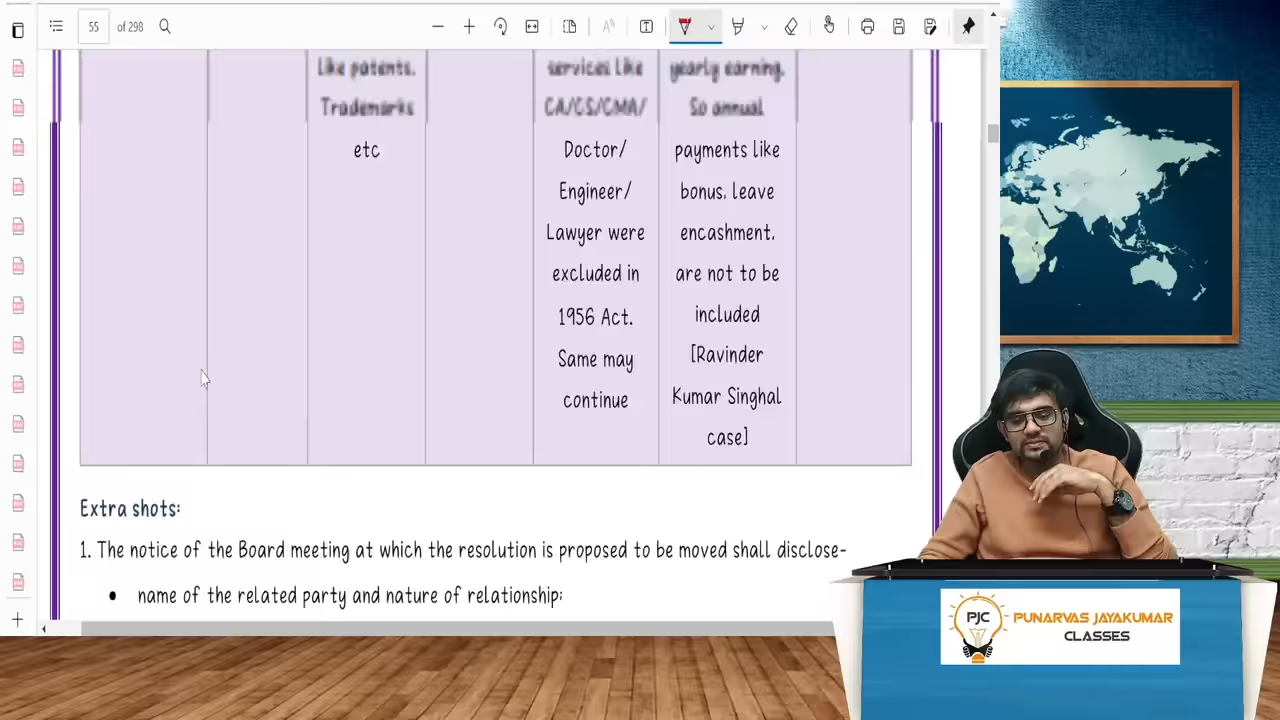 55 of 298
like patents.
Trademarks
etc
services like
CA/CS/CMA/
Doctor/
Engineer/
Lawyer were
excluded in
1956 Act.
Same may
continue
yearly earning.
So annual
payments like
bonus, leave
encashment,
are not to be
included
[Ravinder
Kumar Singhal
case]
Extra shots:
1. The notice of the Board meeting at which the resolution is proposed to be moved shall disclose-
• name of the related party and nature of relationship;
PJC
PUNARVAS JAYAKUMAR
CLASSES